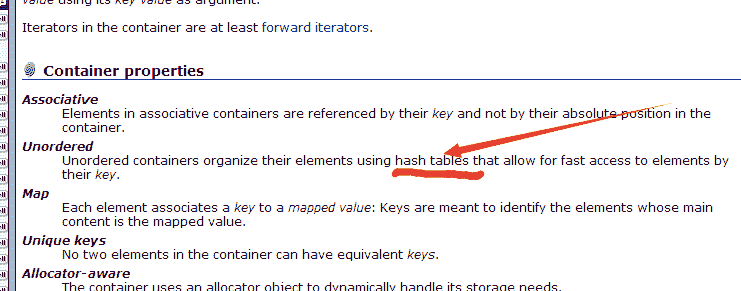 value using its key value as argument.
Iterators in the container are at least forward iterators.
Container properties
Associative
Elements in associative containers are referenced by their key and not by their absolute position in the
container.
Unordered
Unordered containers organize their elements using hash tables that allow for fast access to elements by
their key.
Map
Each element associates a key to a mapped value: Keys are meant to identify the elements whose main
content is the mapped value.
Unique keys
No two elements in the container can have equivalent keys.
Allocator-aware
The container uses an allocator object to dynamically handle its storage needs.